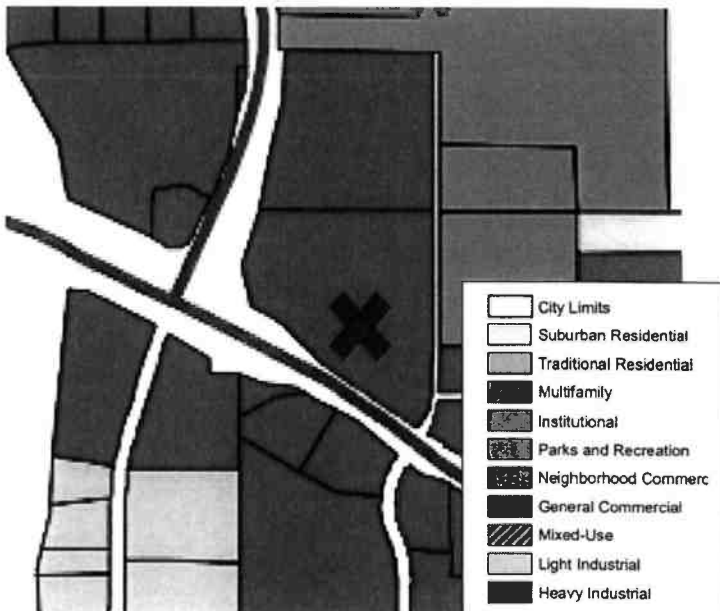 City Limits
Suburban Residential
Traditional Residential
Multifamily
Institutional
Parks and Recreation
Neighborhood Commerc
General Commercial
Mixed-Use
Light Industrial
Heavy Industrial